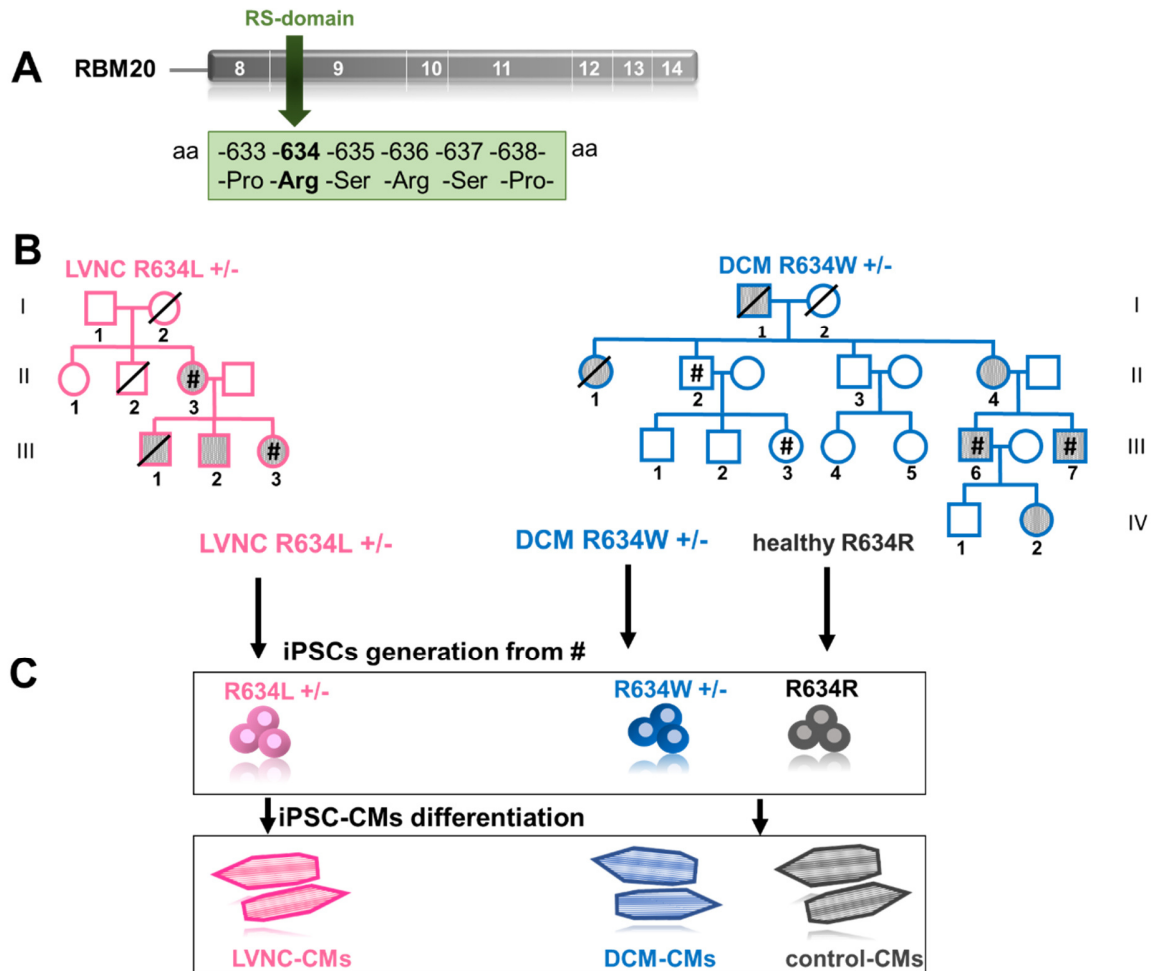 RS-domain
A
RBM20
8 9 10 11 12 13 14
aa -633 -634 -635 -636 -637 -638- aa
-Pro -Arg -Ser -Arg -Ser -Pro-
B
LVNC R634L +/-
DCM R634W +/-
I
1 2
1 2
I
II
#
1 2 3
#
1 2 3 4
II
III
#
1 2 3
# # #
1 2 3 4 5 6 7
III
1 2
IV
LVNC R634L +/-
DCM R634W +/-
healthy R634R
iPSCs generation from #
C
R634L +/-
R634W +/-
R634R
iPSC-CMs differentiation
LVNC-CMs
DCM-CMs
control-CMs